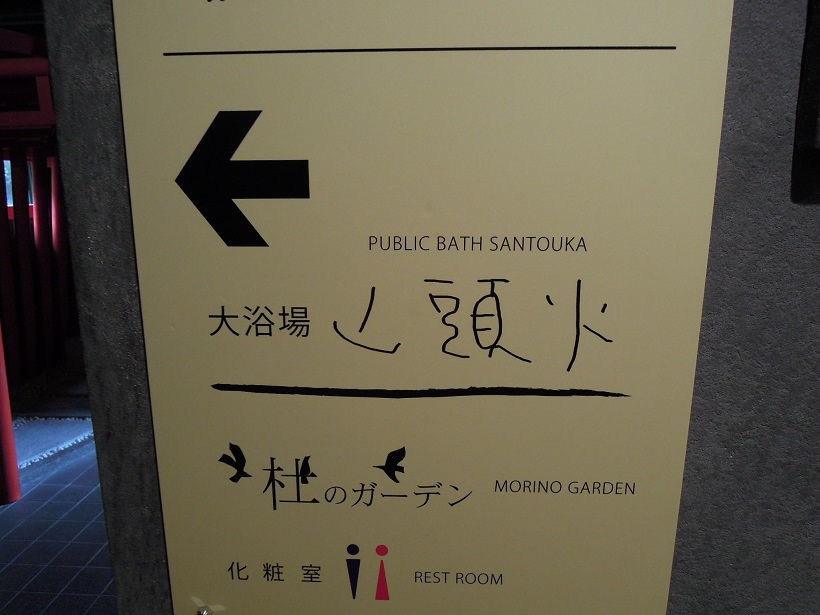 PUBLIC BATH SANTOUKA
大浴場 山頭火
杜のガーデン MORINO GARDEN
化粧室 REST ROOM